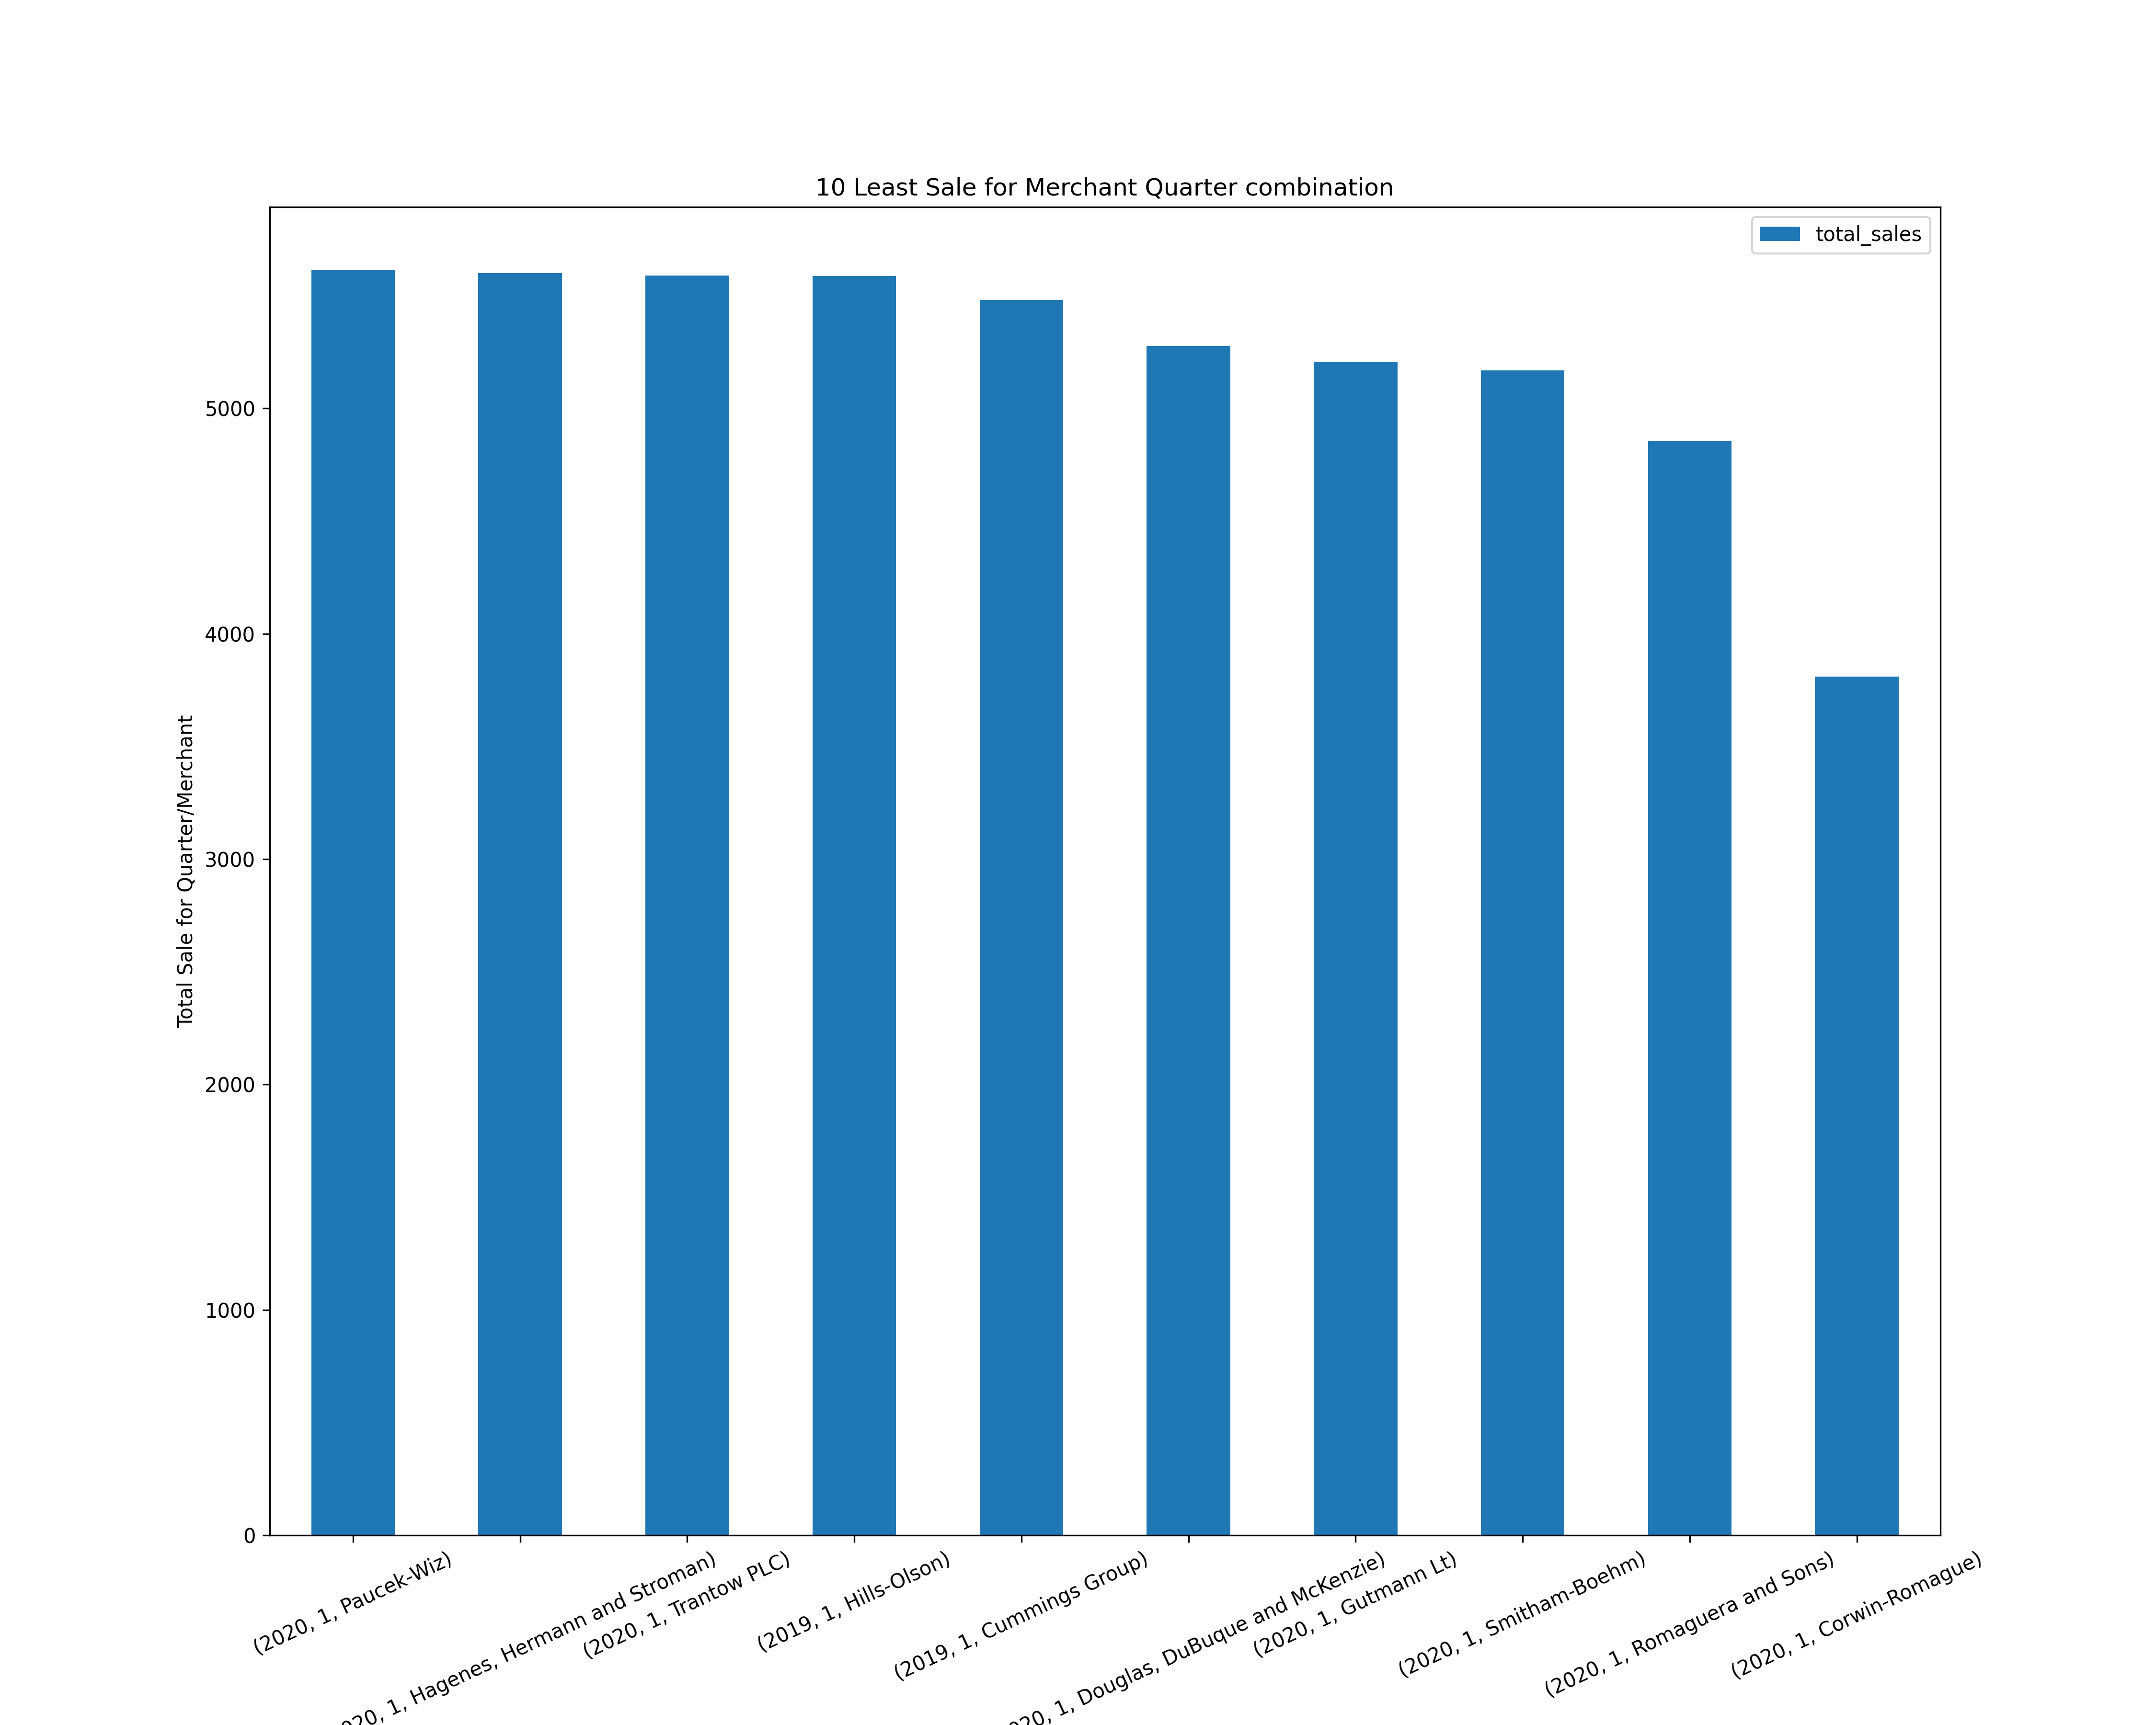 10 Least Sale for Merchant Quarter combination
total_sales
Total Sale for Quarter/Merchant
5000
4000
3000
2000
1000
0
(2020, 1, Paucek-Wiz)
020, 1, Hagenes, Hermann and Stroman)
(2020, 1, Trantow PLC)
(2019, 1, Hills-Olson)
(2019, 1, Cummings Group)
020, 1, Douglas, DuBuque and McKenzie)
(2020, 1, Gutmann Lt)
(2020, 1, Smitham-Boehm)
(2020, 1, Romaguera and Sons)
(2020, 1, Corwin-Romague)